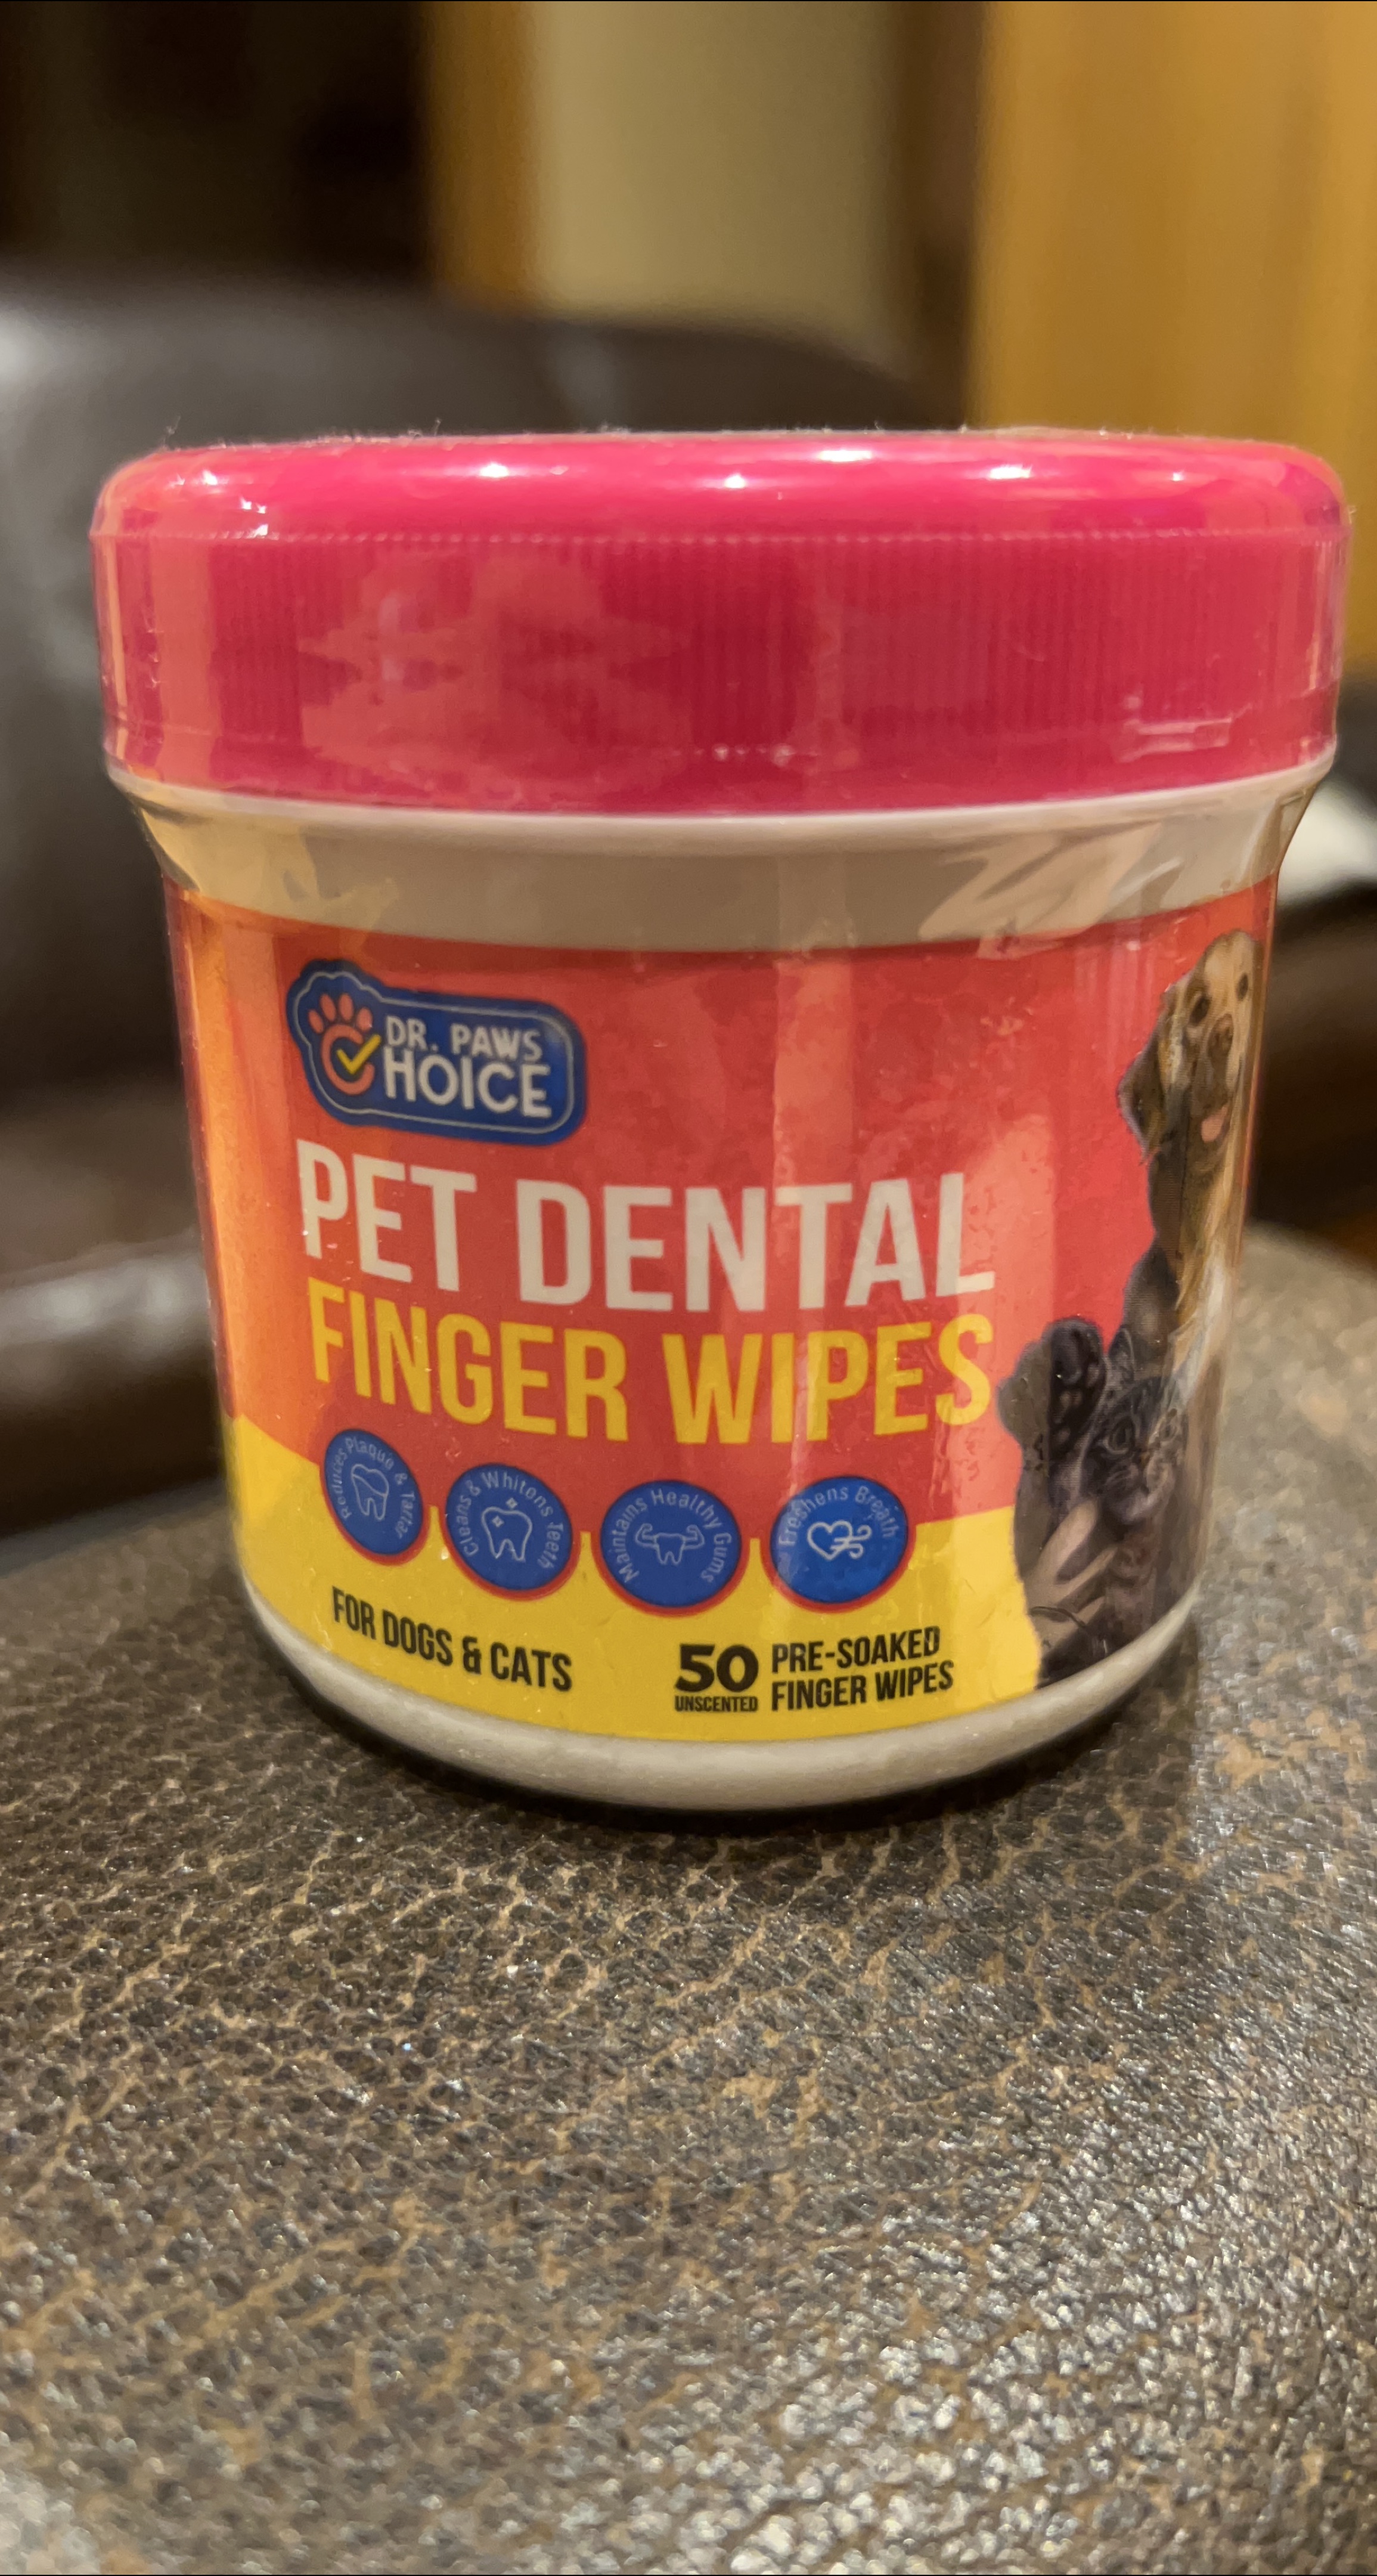 DR. PAWS
CHOICE
PET DENTAL
FINGER WIPES
Reduces Plaque & Tartar
Cleans & Whitens Teeth
Maintains Healthy Gums
Freshens Breath
FOR DOGS & CATS
50
UNSCENTED
PRE-SOAKED
FINGER WIPES